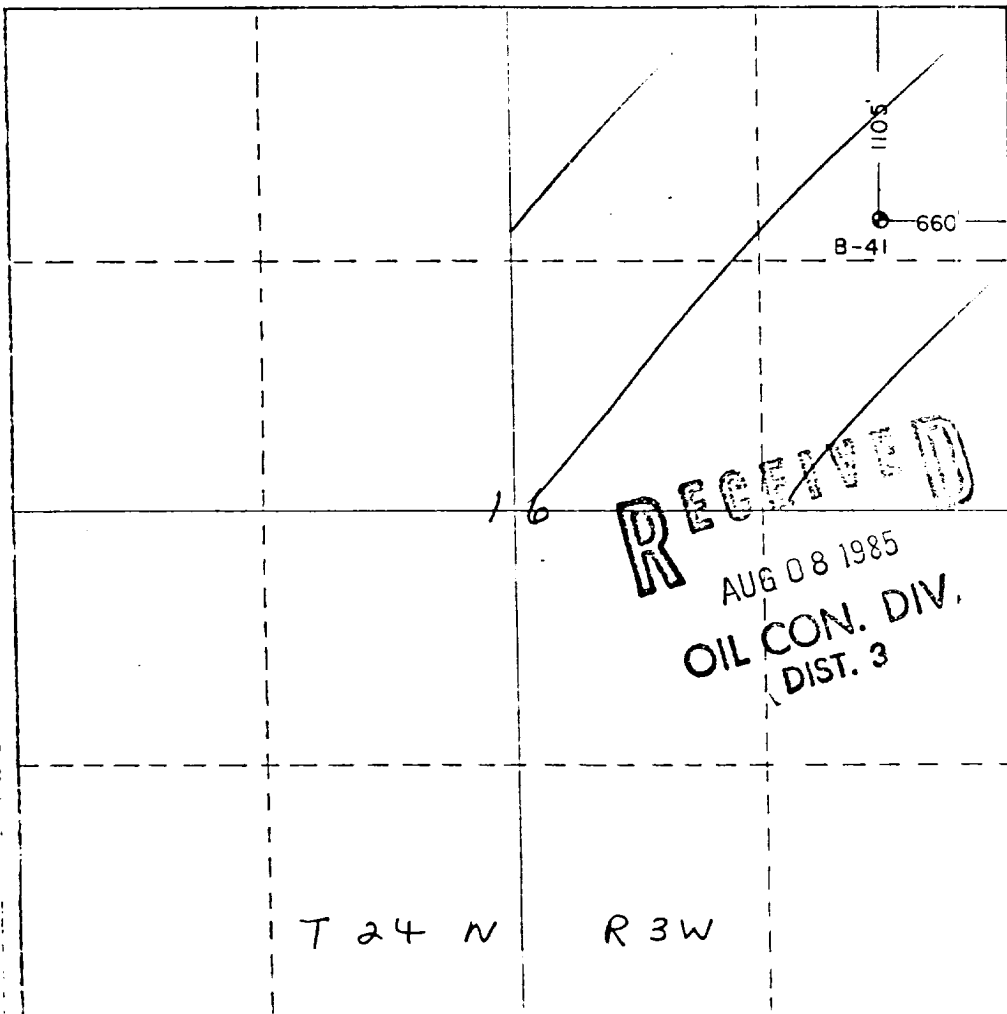 1105'
660'
B-41
16
RECEIVED
AUG 08 1985
OIL CON. DIV.
DIST. 3
T 24 N R 3W